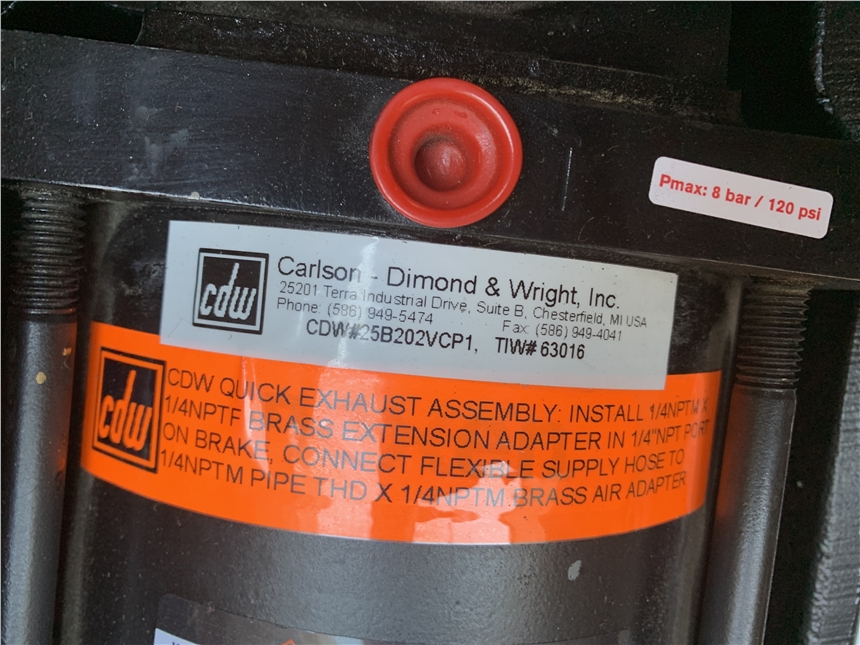 Pmax: 8 bar / 120 psi
cdw
Carlson - Dimond & Wright, Inc.
25201 Terra Industrial Drive, Suite B, Chesterfield, MI USA
Phone: (586) 949-5474 Fax: (586) 949-4041
CDW#25B202VCP1, TIW# 63016
cdw
CDW QUICK EXHAUST ASSEMBLY: INSTALL 1/4NPTM X
1/4NPTF BRASS EXTENSION ADAPTER IN 1/4"NPT PORT
ON BRAKE, CONNECT FLEXIBLE SUPPLY HOSE TO
1/4NPTM PIPE THD X 1/4NPTM BRASS AIR ADAPTER